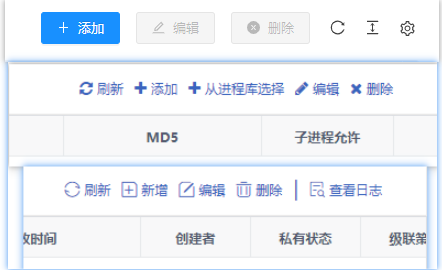 添加 编辑 删除
刷新 添加 从进程库选择 编辑 删除
MD5 子进程允许
刷新 新增 编辑 删除 查看日志
时间 创建者 私有状态 级联策